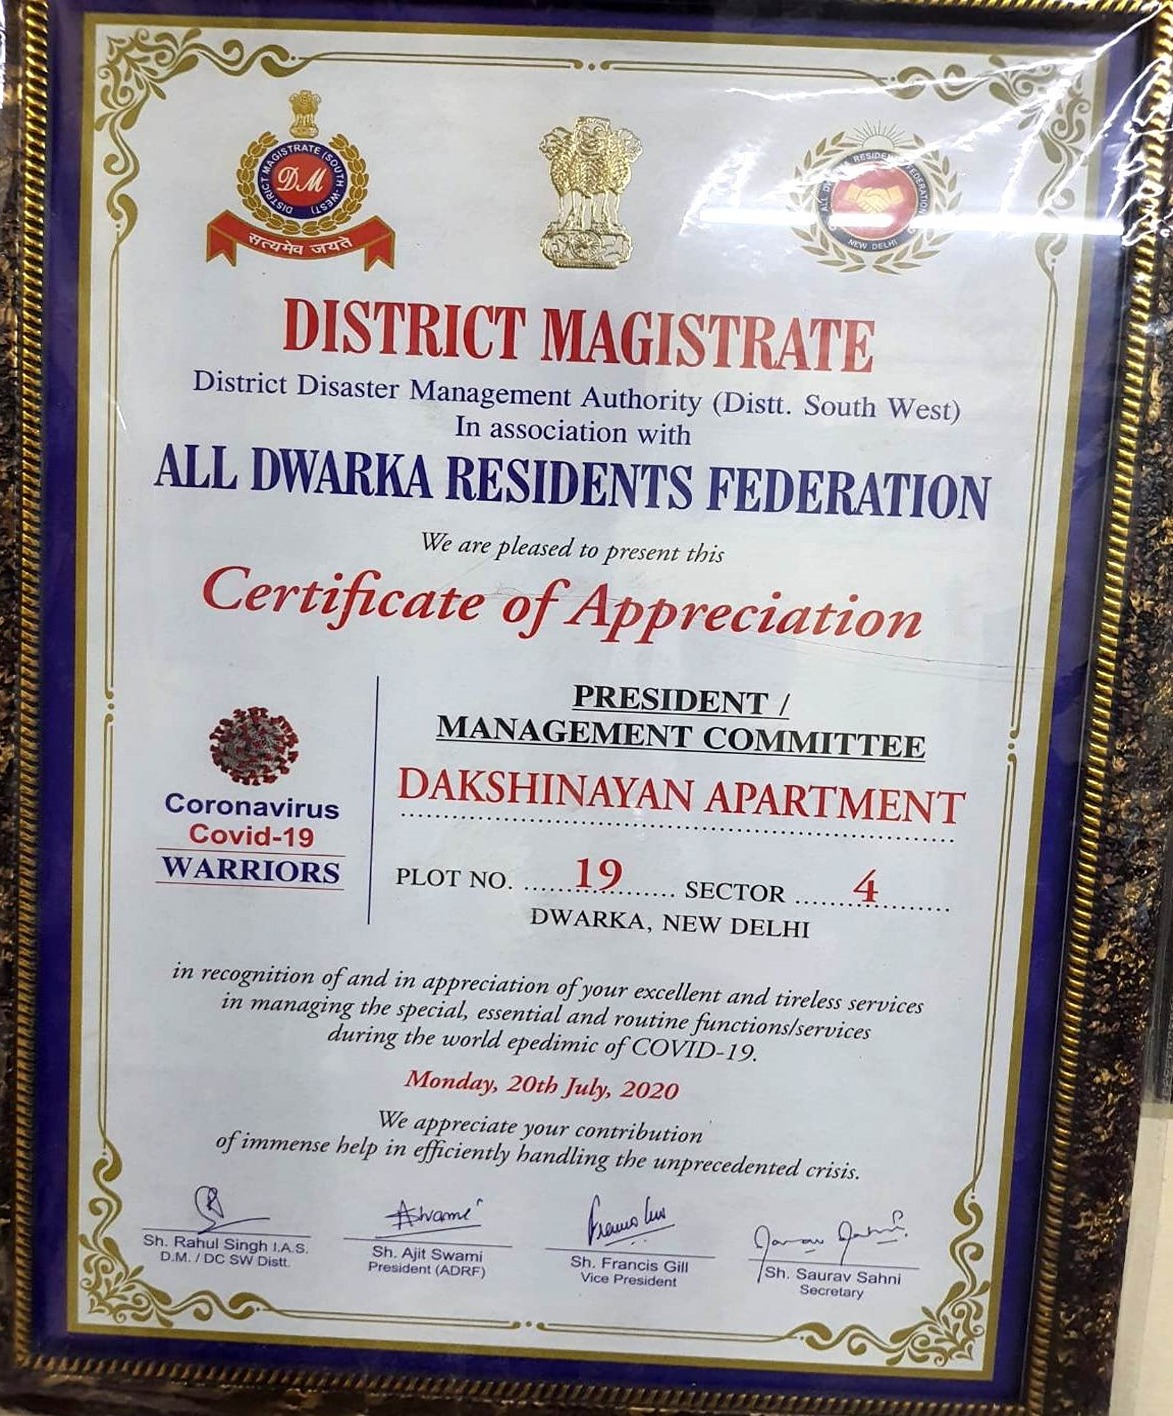 DISTRICT MAGISTRATE (SOUTH-WEST)
DM
सत्यमेव जयते
ALL DWARKA RESIDENTS FEDERATION
NEW DELHI
DISTRICT MAGISTRATE
District Disaster Management Authority (Distt. South West)
In association with
ALL DWARKA RESIDENTS FEDERATION
We are pleased to present this
Certificate of Appreciation
Coronavirus
Covid-19
WARRIORS
PRESIDENT /
MANAGEMENT COMMITTEE
DAKSHINAYAN APARTMENT
PLOT NO. ......19...... SECTOR ......4......
DWARKA, NEW DELHI
in recognition of and in appreciation of your excellent and tireless services
in managing the special, essential and routine functions/services
during the world epedimic of COVID-19.
Monday, 20th July, 2020
We appreciate your contribution
of immense help in efficiently handling the unprecedented crisis.
Sh. Rahul Singh I.A.S.
D.M. / DC SW Distt.
Sh. Ajit Swami
President (ADRF)
Sh. Francis Gill
Vice President
Sh. Saurav Sahni
Secretary